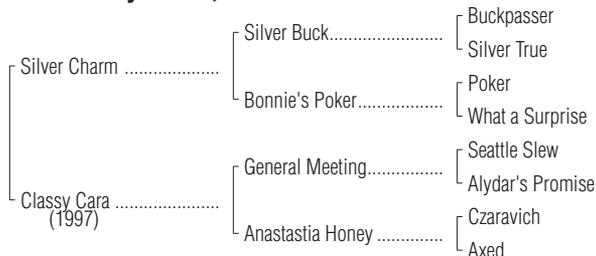 Silver Charm ....................
Silver Buck........................
Buckpasser
Silver True
Bonnie's Poker..................
Poker
What a Surprise
Classy Cara ......................
(1997)
General Meeting................
Seattle Slew
Alydar's Promise
Anastastia Honey ..............
Czaravich
Axed